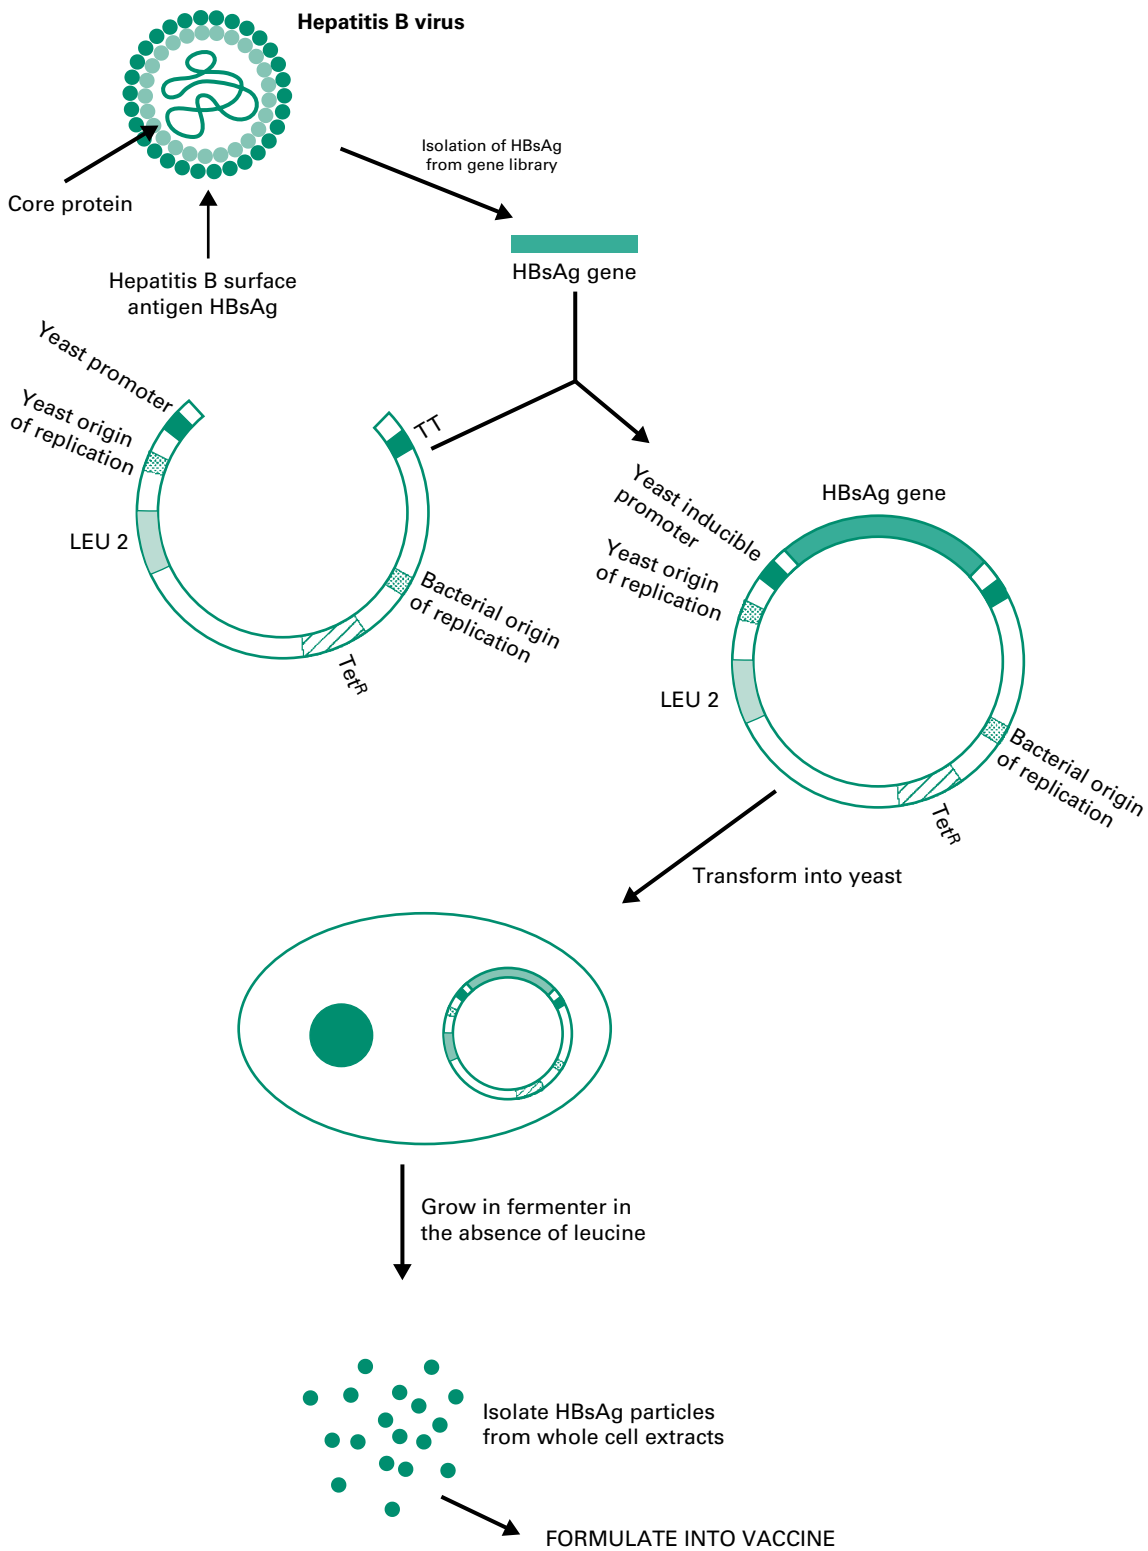 Hepatitis B virus
Isolation of HBsAg
from gene library
Core protein
HBsAg gene
Hepatitis B surface
antigen HBsAg
Yeast promoter
Yeast origin
of replication
TT
LEU 2
Bacterial origin
of replication
TetR
Yeast inducible
promoter
HBsAg gene
Yeast origin
of replication
LEU 2
Bacterial origin
of replication
TetR
Transform into yeast
Grow in fermenter in
the absence of leucine
Isolate HBsAg particles
from whole cell extracts
FORMULATE INTO VACCINE